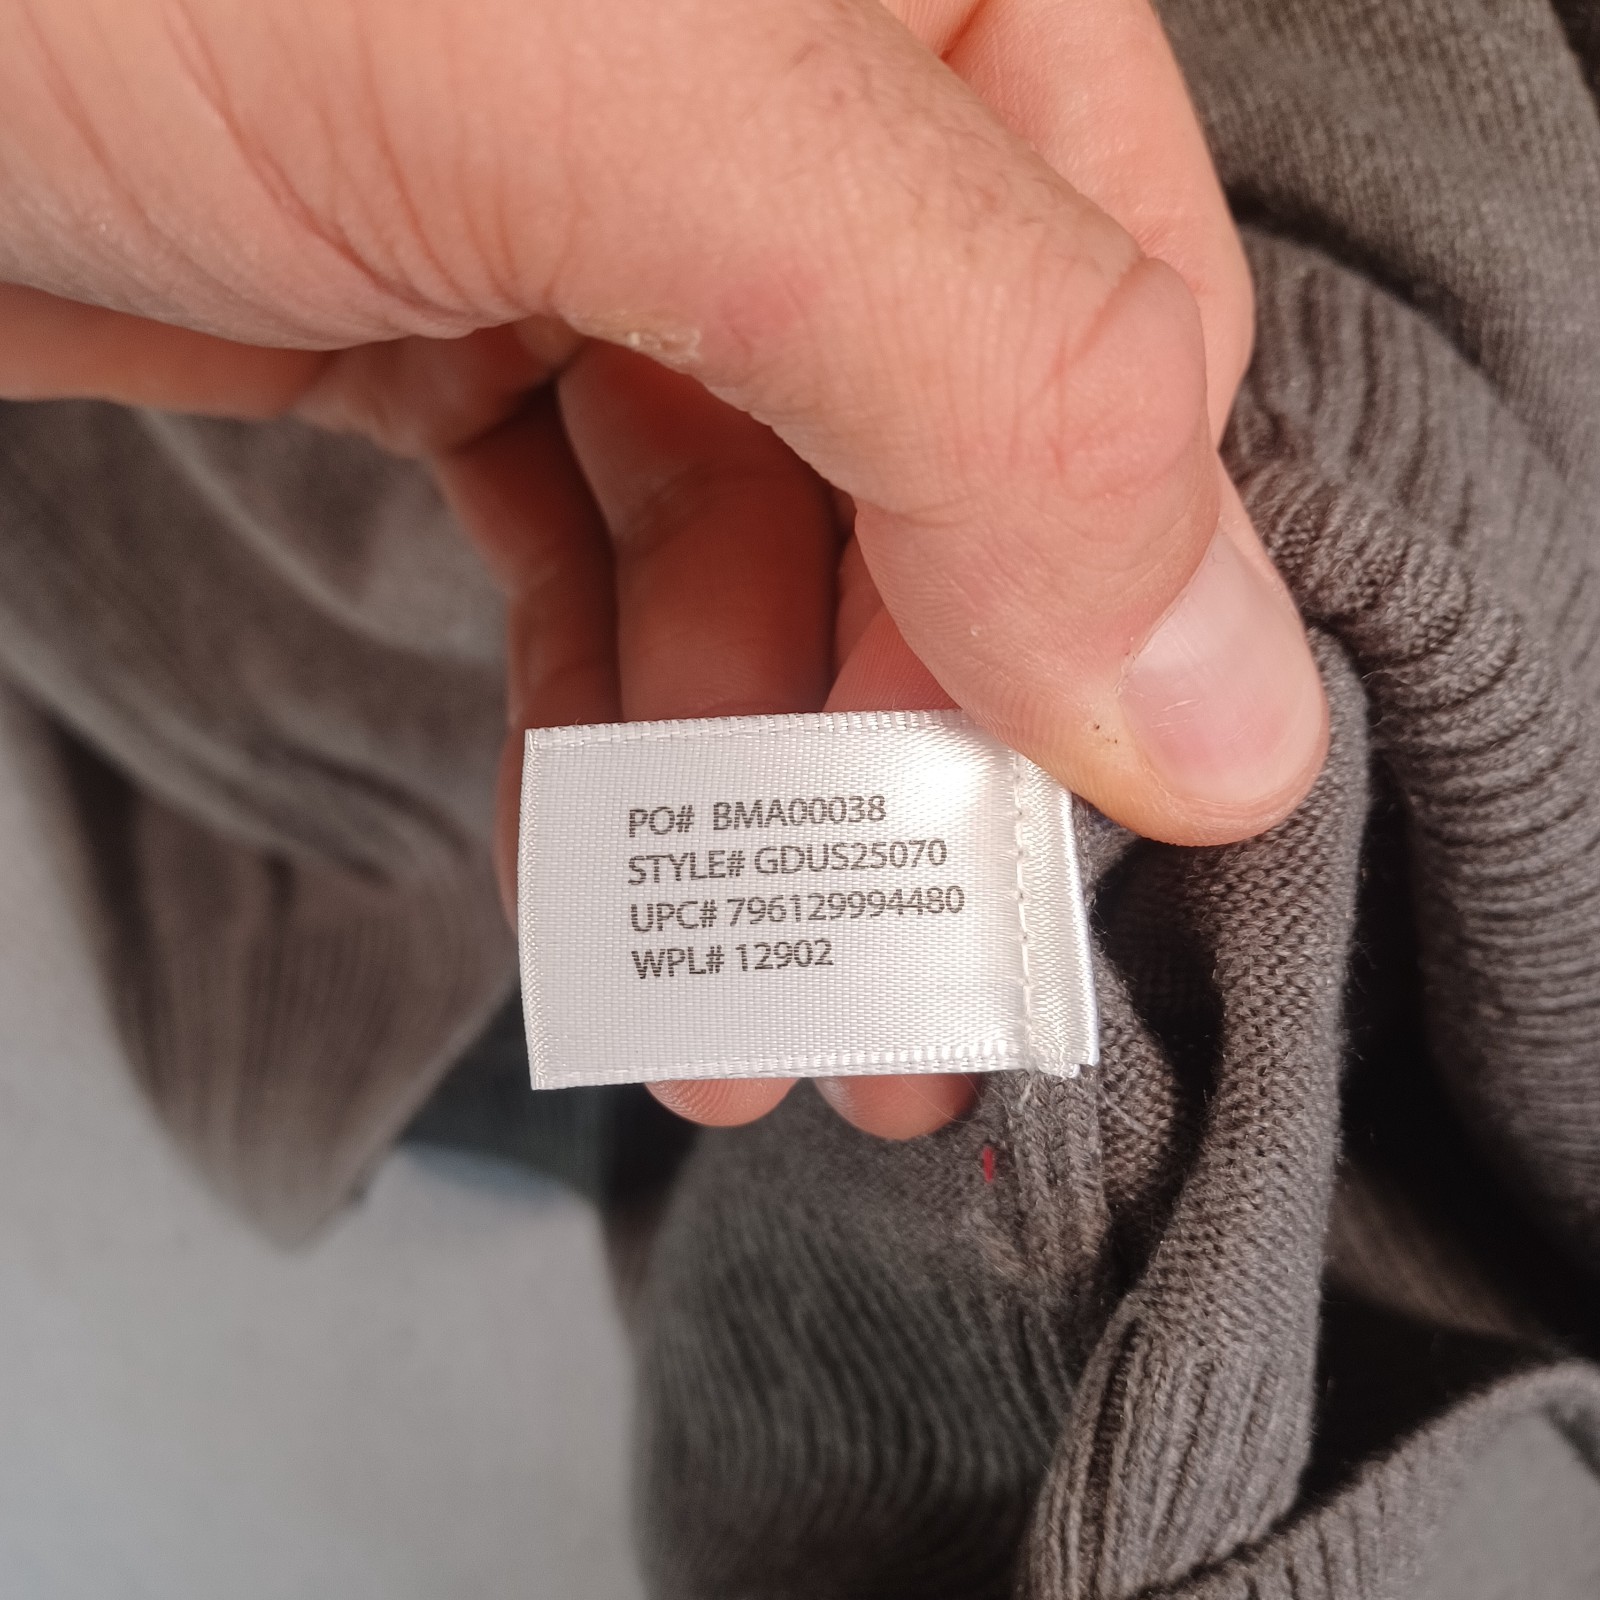 PO# BMA00038
STYLE# GDUS25070
UPC# 796129994480
WPL# 12902